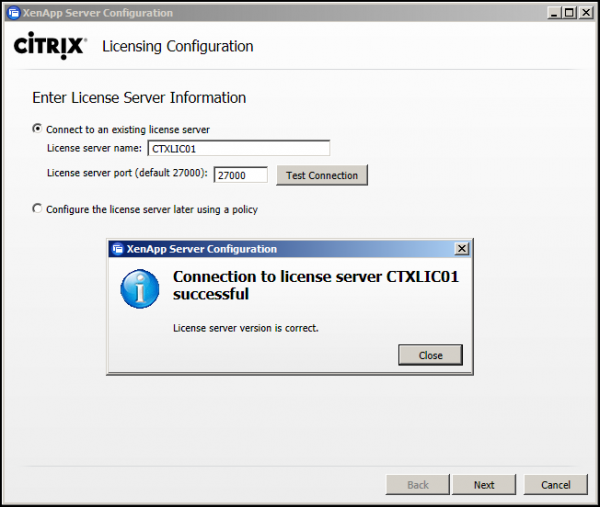 XenApp Server Configuration
CITRIX® Licensing Configuration
Enter License Server Information
Connect to an existing license server
License server name: CTXLIC01
License server port (default 27000): 27000 Test Connection
Configure the license server later using a policy
XenApp Server Configuration
Connection to license server CTXLIC01
successful
License server version is correct.
Close
Back Next Cancel